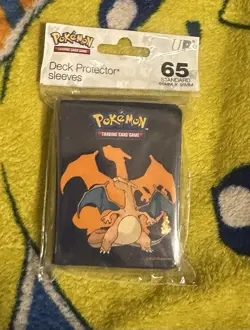 Pokémon
TRADING CARD GAME
Deck Protector®
sleeves
65
STANDARD
Pokémon
TRADING CARD GAME